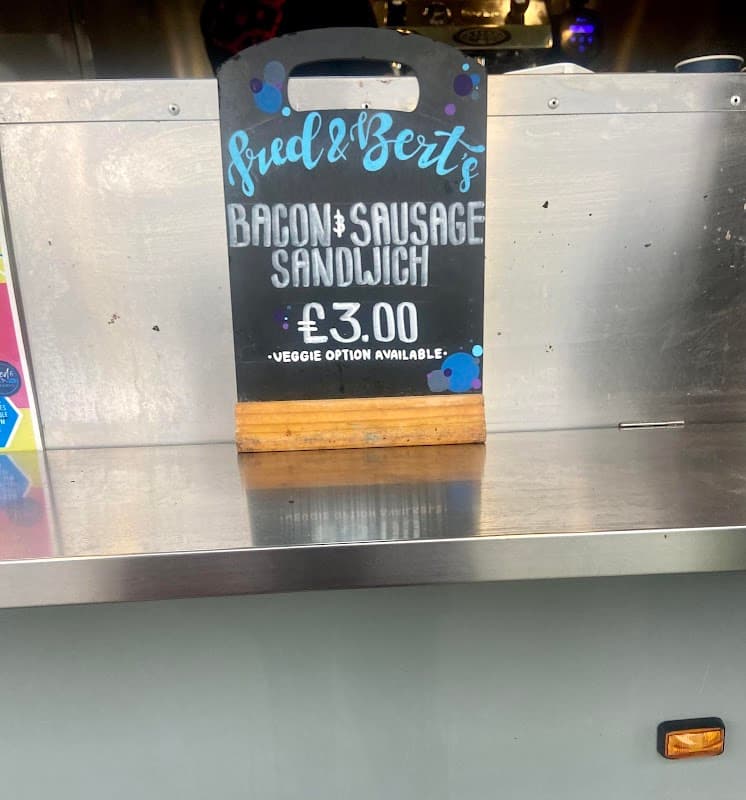 Fred & Bert's
BACON & SAUSAGE
SANDWICH
£3.00
·VEGGIE OPTION AVAILABLE·